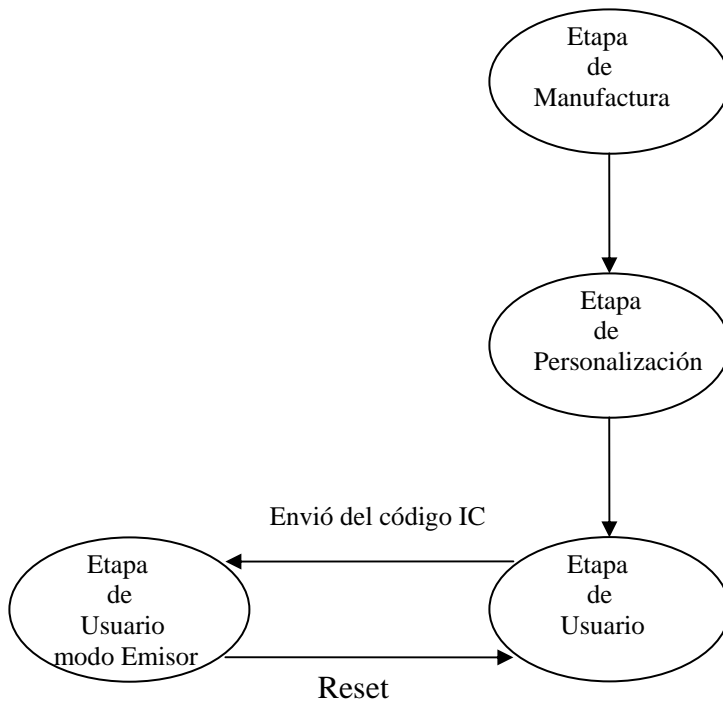 Etapa
de
Manufactura
Etapa
de
Personalización
Envió del código IC
Etapa
de
Usuario
modo Emisor
Etapa
de
Usuario
Reset